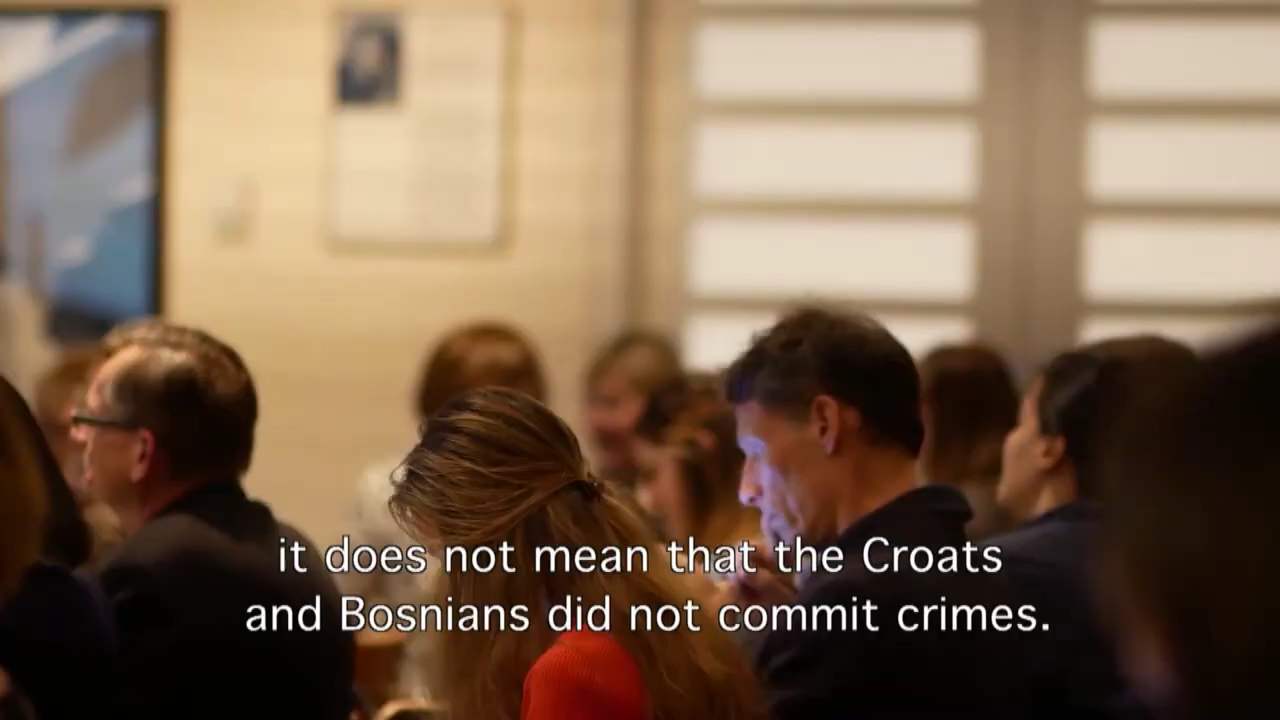 it does not mean that the Croats
and Bosnians did not commit crimes.